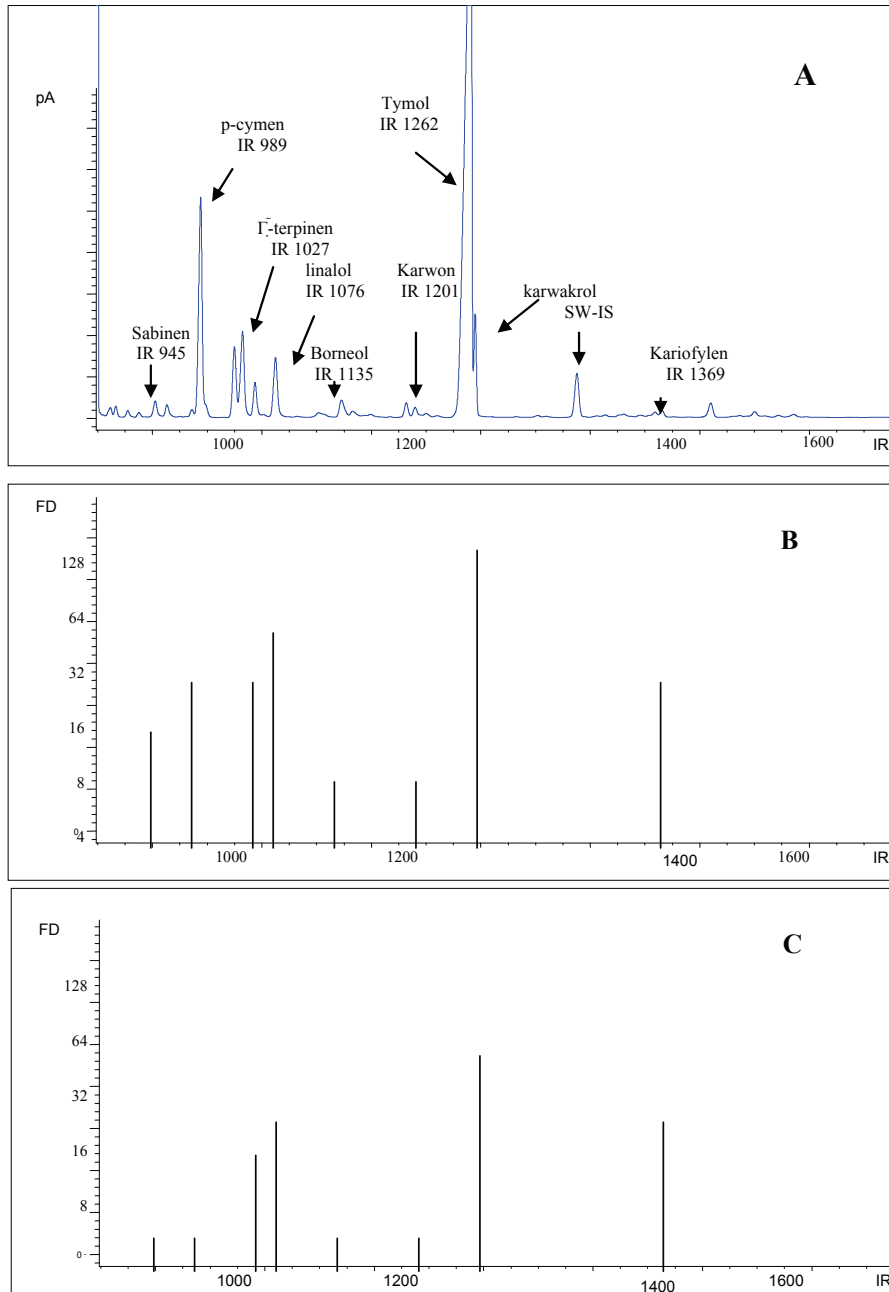 A
pA
Tymol
IR 1262
p-cymen
IR 989
Γ-terpinen
IR 1027
linalol
IR 1076
Karwon
IR 1201
karwakrol
SW-IS
Sabinen
IR 945
Borneol
IR 1135
Kariofylen
IR 1369
1000 1200 1400 1600 IR
FD
B
128
64
32
16
8
0
4
1000 1200 1400 1600 IR
FD
C
128
64
32
16
8
0
1000 1200 1400 1600 IR